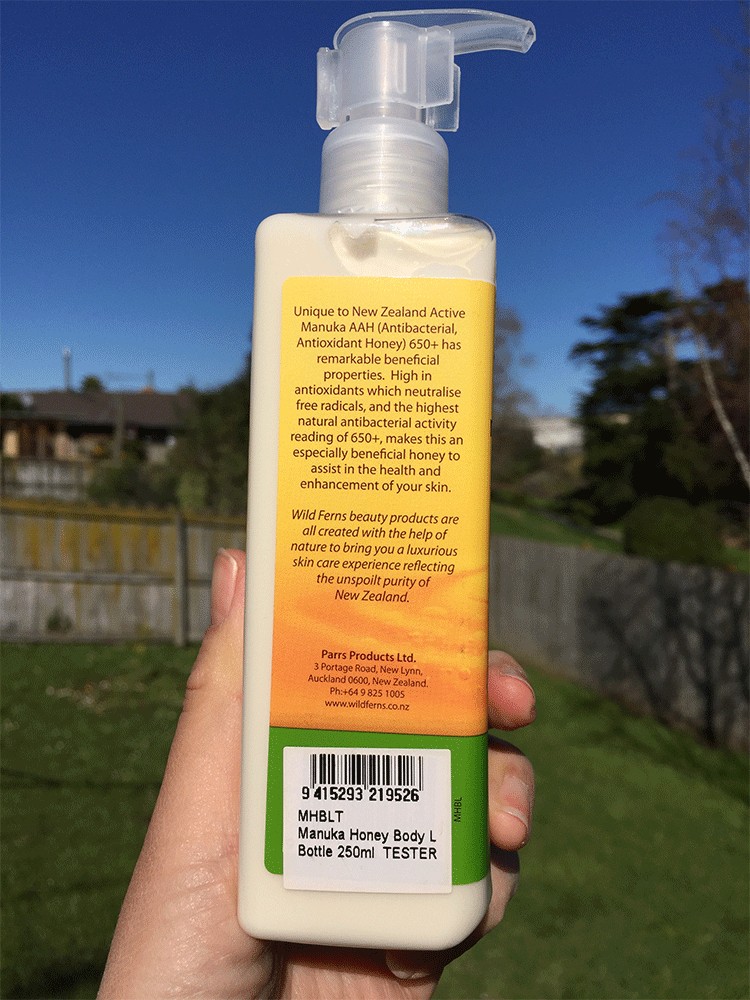 Unique to New Zealand Active
Manuka AAH (Antibacterial,
Antioxidant Honey) 650+ has
remarkable beneficial
properties. High in
antioxidants which neutralise
free radicals, and the highest
natural antibacterial activity
reading of 650+, makes this an
especially beneficial honey to
assist in the health and
enhancement of your skin.
Wild Ferns beauty products are
all created with the help of
nature to bring you a luxurious
skin care experience reflecting
the unspoilt purity of
New Zealand.
Parrs Products Ltd.
3 Portage Road, New Lynn,
Auckland 0600, New Zealand.
Ph:+64 9 825 1005
www.wildferns.co.nz
9 415293 219526
MHBLT
Manuka Honey Body L
Bottle 250ml TESTER
MHBL